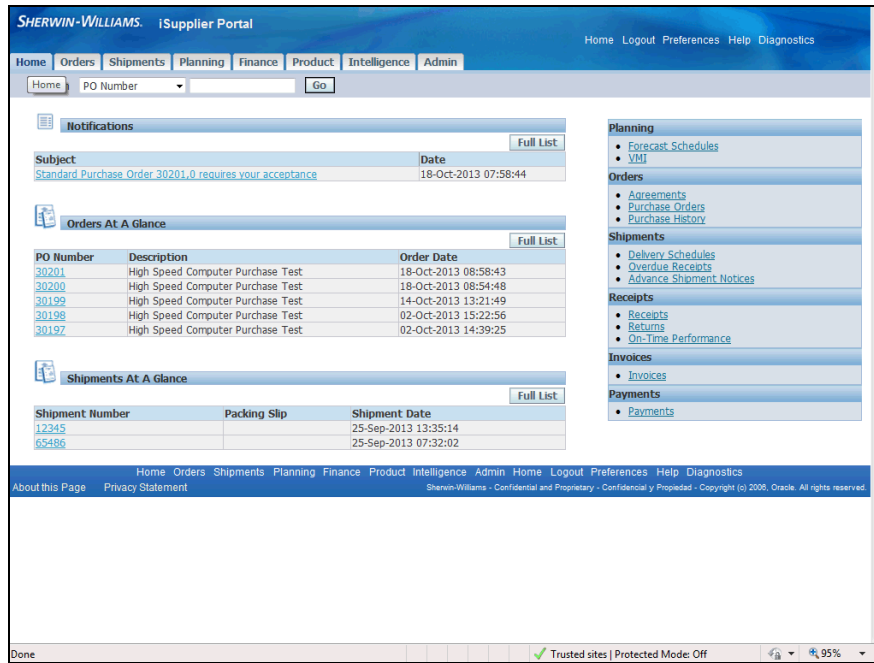 SHERWIN-WILLIAMS. iSupplier Portal
Home Logout Preferences Help Diagnostics
Home Orders Shipments Planning Finance Product Intelligence Admin
Home PO Number Go
Notifications
Full List
Subject Date
Standard Purchase Order 30201,0 requires your acceptance 18-Oct-2013 07:58:44
Orders At A Glance
Full List
PO Number Description Order Date
30201 High Speed Computer Purchase Test 18-Oct-2013 08:58:43
30200 High Speed Computer Purchase Test 18-Oct-2013 08:54:48
30199 High Speed Computer Purchase Test 14-Oct-2013 13:21:49
30198 High Speed Computer Purchase Test 02-Oct-2013 15:22:56
30197 High Speed Computer Purchase Test 02-Oct-2013 14:39:25
Shipments At A Glance
Full List
Shipment Number Packing Slip Shipment Date
12345 25-Sep-2013 13:35:14
65486 25-Sep-2013 07:32:02
Planning
Forecast Schedules
VMI
Orders
Agreements
Purchase Orders
Purchase History
Shipments
Delivery Schedules
Overdue Receipts
Advance Shipment Notices
Receipts
Receipts
Returns
On-Time Performance
Invoices
Invoices
Payments
Payments
Home Orders Shipments Planning Finance Product Intelligence Admin Home Logout Preferences Help Diagnostics
About this Page Privacy Statement Sherwin-Williams - Confidential and Proprietary - Confidencial y Propiedad - Copyright (c) 2006, Oracle. All rights reserved.
Done Trusted sites | Protected Mode: Off 95%